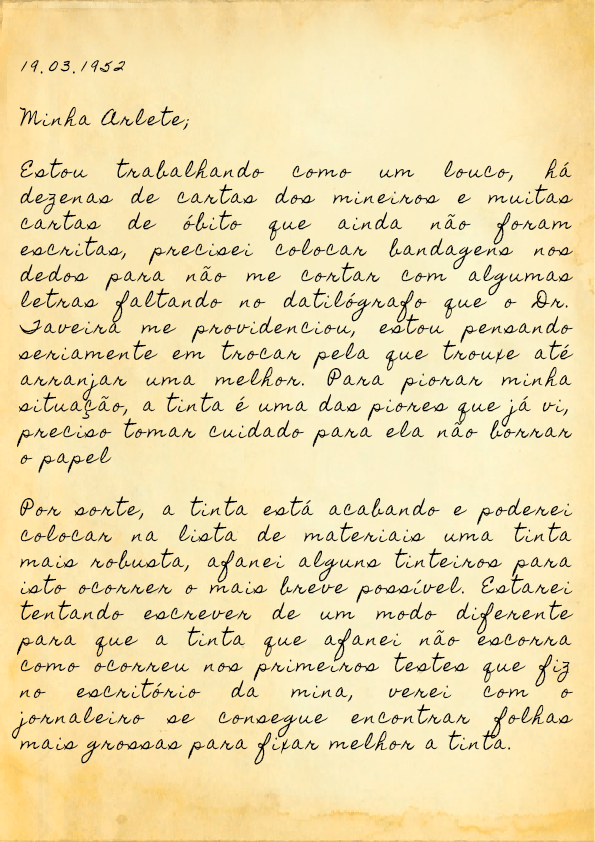 19.03.1952
Minha Arlete;
Estou trabalhando como um louco, há
dezenas de cartas dos mineiros e muitas
cartas de óbito que ainda não foram
escritas, precisei colocar bandagens nos
dedos para não me cortar com algumas
letras faltando no datilógrafo que o Dr.
Taveira me providenciou, estou pensando
seriamente em trocar pela que trouxe até
arranjar uma melhor. Para piorar minha
situação, a tinta é uma das piores que já vi,
preciso tomar cuidado para ela não borrar
o papel
Por sorte, a tinta está acabando e poderei
colocar na lista de materiais uma tinta
mais robusta, afanei alguns tinteiros para
isto ocorrer o mais breve possível. Estarei
tentando escrever de um modo diferente
para que a tinta que afanei não escorra
como ocorreu nos primeiros testes que fiz
no escritório da mina, verei com o
jornaleiro se consegue encontrar folhas
mais grossas para fixar melhor a tinta.